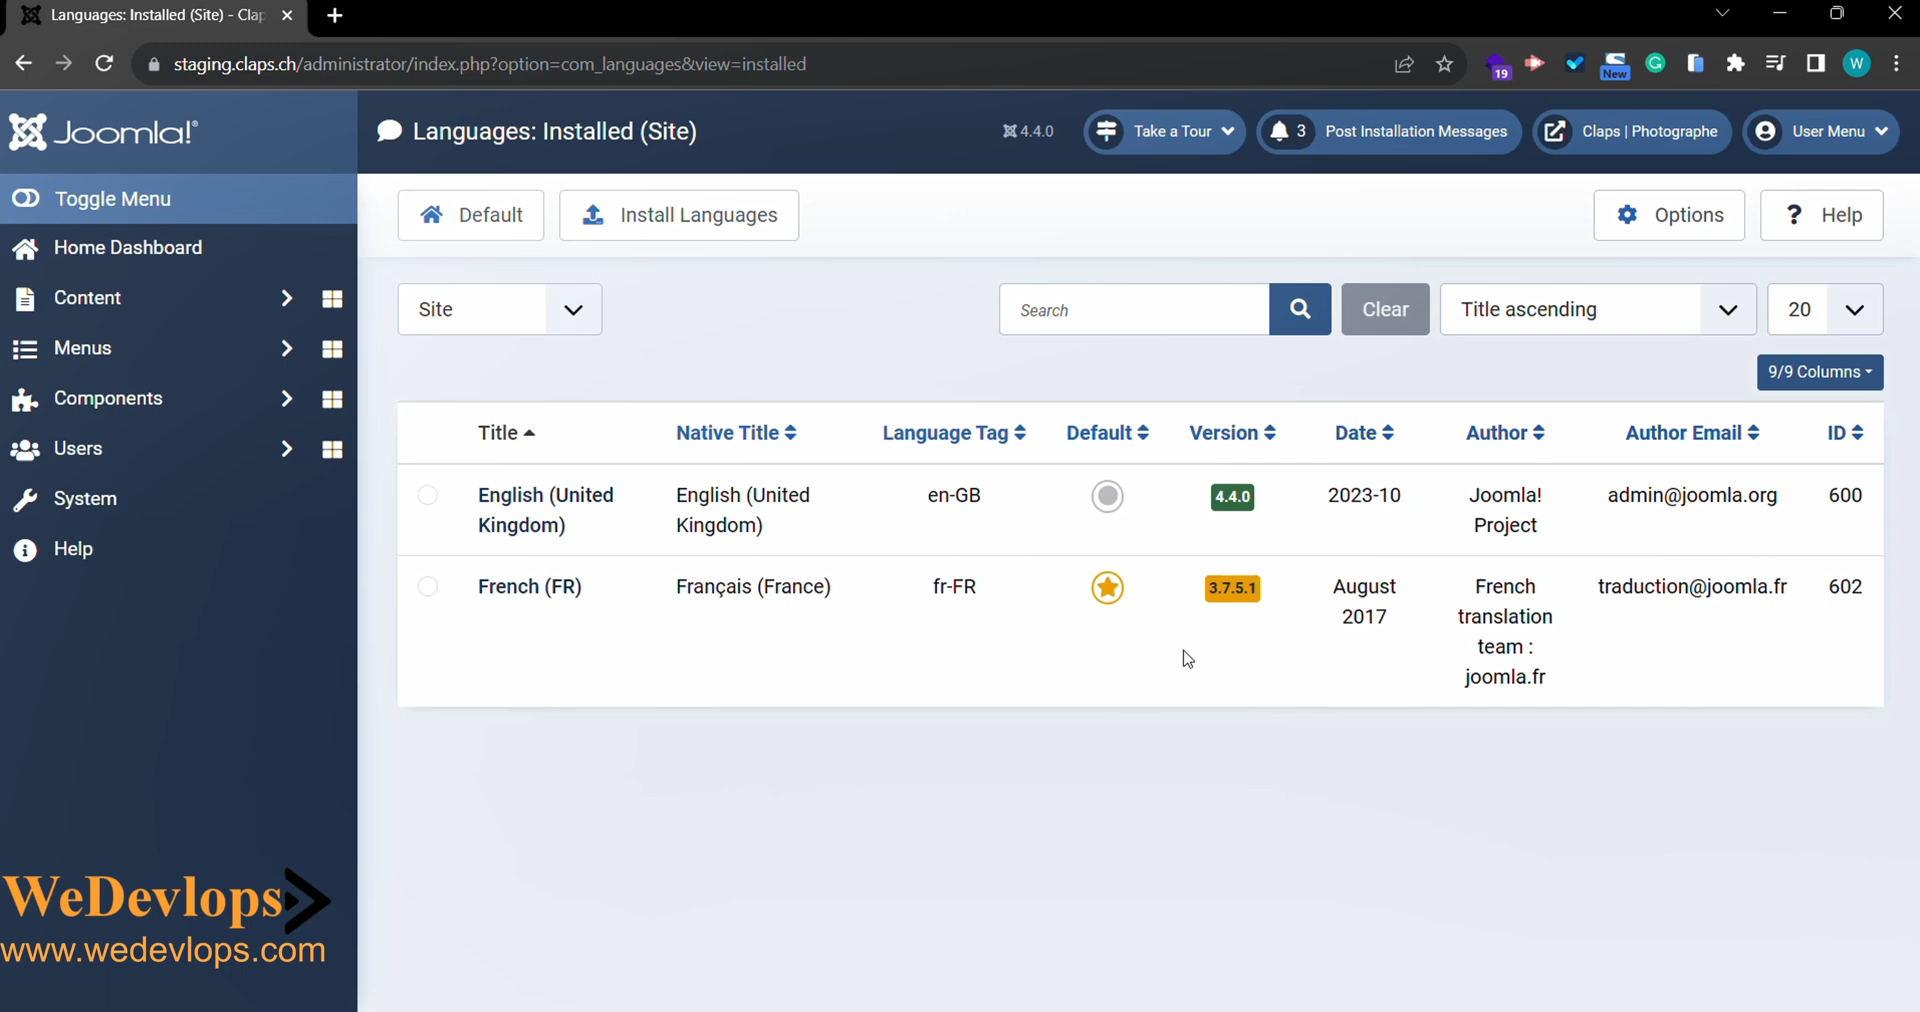 Languages: Installed (Site) - Clap
staging.claps.ch/administrator/index.php?option=com_languages&view=installed
19
New
W
Joomla!®
Languages: Installed (Site)
4.4.0
Take a Tour
3 Post Installation Messages
Claps | Photographe
User Menu
Toggle Menu
Home Dashboard
Content
Menus
Components
Users
System
Help
Default
Install Languages
Options
? Help
Site
Search
Clear
Title ascending
20
9/9 Columns
Title Native Title Language Tag Default Version Date Author Author Email ID
English (United English (United en-GB 4.4.0 2023-10 Joomla! admin@joomla.org 600
Kingdom) Kingdom) Project
French (FR) Français (France) fr-FR 3.7.5.1 August French traduction@joomla.fr 602
2017 translation
team :
joomla.fr
WeDevlops
www.wedevlops.com